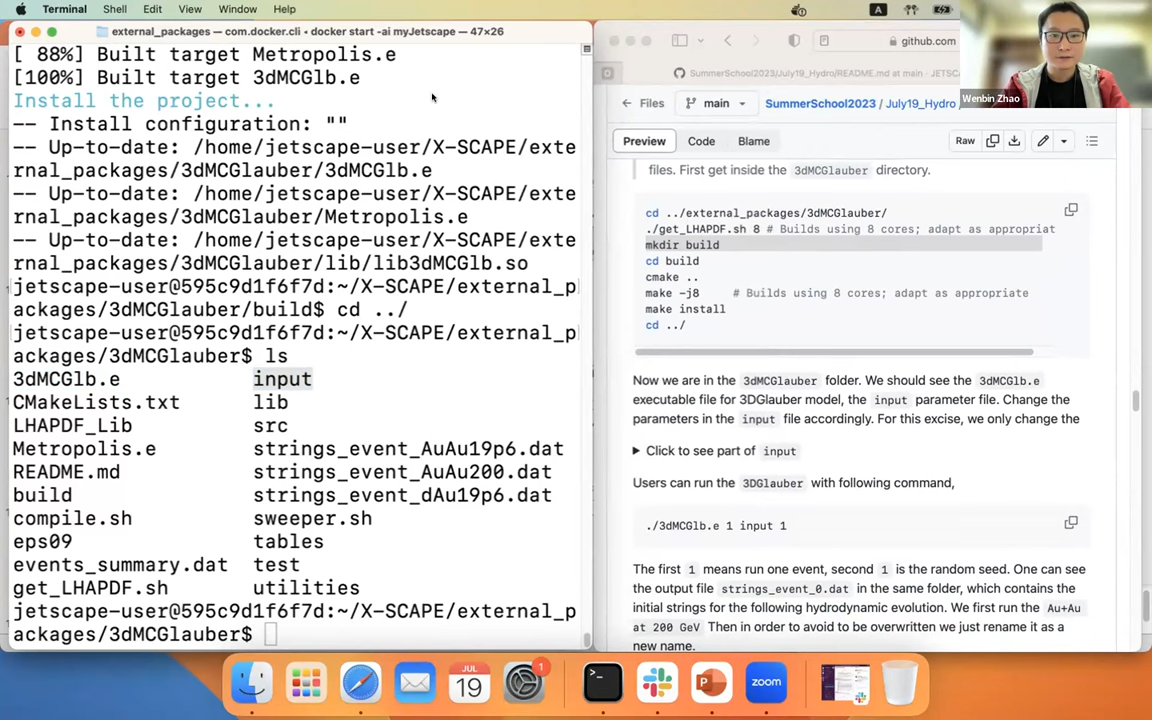 Terminal Shell Edit View Window Help
A
external_packages — com.docker.cli • docker start -ai myJetscape — 47×26
[ 88%] Built target Metropolis.e
[100%] Built target 3dMCGlb.e
Install the project...
-- Install configuration: ""
-- Up-to-date: /home/jetscape-user/X-SCAPE/exte
rnal_packages/3dMCGlauber/3dMCGlb.e
-- Up-to-date: /home/jetscape-user/X-SCAPE/exte
rnal_packages/3dMCGlauber/Metropolis.e
-- Up-to-date: /home/jetscape-user/X-SCAPE/exte
rnal_packages/3dMCGlauber/lib/lib3dMCGlb.so
jetscape-user@595c9d1f6f7d:~/X-SCAPE/external_p
ackages/3dMCGlauber/build$ cd ../
jetscape-user@595c9d1f6f7d:~/X-SCAPE/external_p
ackages/3dMCGlauber$ ls
3dMCGlb.e input
CMakeLists.txt lib
LHAPDF_Lib src
Metropolis.e strings_event_AuAu19p6.dat
README.md strings_event_AuAu200.dat
build strings_event_dAu19p6.dat
compile.sh sweeper.sh
eps09 tables
events_summary.dat test
get_LHAPDF.sh utilities
jetscape-user@595c9d1f6f7d:~/X-SCAPE/external_p
ackages/3dMCGlauber$
github.com
SummerSchool2023/July19_Hydro/README.md at main · JETSC
Wenbin Zhao
Files main SummerSchool2023 / July19_Hydro
Preview Code Blame Raw
files. First get inside the 3dMCGlauber directory.
cd ../external_packages/3dMCGlauber/
./get_LHAPDF.sh 8 # Builds using 8 cores; adapt as appropriat
mkdir build
cd build
cmake ..
make -j8 # Builds using 8 cores; adapt as appropriate
make install
cd ../
Now we are in the 3dMCGlauber folder. We should see the 3dMCGlb.e
executable file for 3DGlauber model, the input parameter file. Change the
parameters in the input file accordingly. For this excise, we only change the
Click to see part of input
Users can run the 3DGlauber with following command,
./3dMCGlb.e 1 input 1
The first 1 means run one event, second 1 is the random seed. One can see
the output file strings_event_0.dat in the same folder, which contains the
initial strings for the following hydrodynamic evolution. We first run the Au+Au
at 200 GeV Then in order to avoid to be overwritten we just rename it as a
new name.
JUL
19
1
zoom